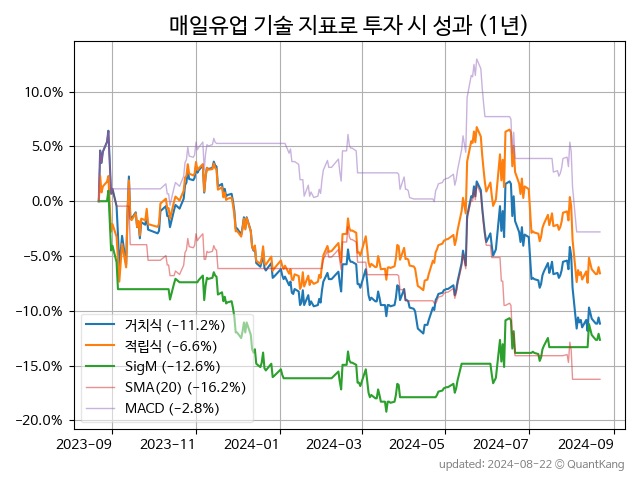 매일유업 기술 지표로 투자 시 성과 (1년)
10.0%
5.0%
0.0%
−5.0%
−10.0%
−15.0%
−20.0%
거치식 (−11.2%)
적립식 (−6.6%)
SigM (−12.6%)
SMA(20) (−16.2%)
MACD (−2.8%)
2023-09 2023-11 2024-01 2024-03 2024-05 2024-07 2024-09
updated: 2024-08-22 © QuantKang